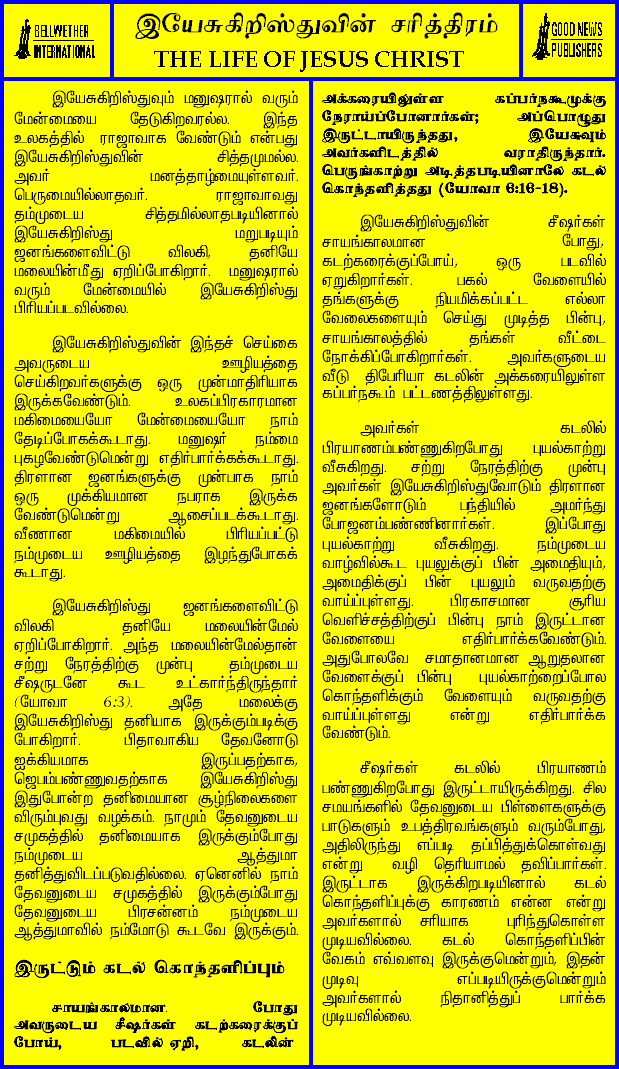 BELLWETHER
INTERNATIONAL
இயேசுகிறிஸ்துவின் சரித்திரம்
THE LIFE OF JESUS CHRIST
GOOD NEWS
PUBLISHERS
இயேசுகிறிஸ்துவும் மனுஷரால் வரும்
மேன்மையை தேடுகிறவரல்ல. இந்த
உலகத்தில் ராஜாவாக வேண்டும் என்பது
இயேசுகிறிஸ்துவின் சித்தமுமல்ல.
அவர் மனத்தாழ்மையுள்ளவர்.
பெருமையில்லாதவர். ராஜாவாவது
தம்முடைய சித்தமில்லாதபடியினால்
இயேசுகிறிஸ்து மறுபடியும்
ஜனங்களைவிட்டு விலகி, தனியே
மலையின்மீது ஏறிப்போகிறார். மனுஷரால்
வரும் மேன்மையில் இயேசுகிறிஸ்து
பிரியப்படவில்லை.
இயேசுகிறிஸ்துவின் இந்தச் செய்கை
அவருடைய ஊழியத்தை
செய்கிறவர்களுக்கு ஒரு முன்மாதிரியாக
இருக்கவேண்டும். உலகப்பிரகாரமான
மகிமையையோ மேன்மையையோ நாம்
தேடிப்போகக்கூடாது. மனுஷர் நம்மை
புகழவேண்டுமென்று எதிர்பார்க்கக்கூடாது.
திரளான ஜனங்களுக்கு முன்பாக நாம்
ஒரு முக்கியமான நபராக இருக்க
வேண்டுமென்று ஆசைப்படக்கூடாது.
வீணான மகிமையில் பிரியப்பட்டு
நம்முடைய ஊழியத்தை இழந்துபோகக்
கூடாது.
இயேசுகிறிஸ்து ஜனங்களைவிட்டு
விலகி தனியே மலையின்மேல்
ஏறிப்போகிறார். அந்த மலையின்மேல்தான்
சற்று நேரத்திற்கு முன்பு தம்முடைய
சீஷருடனே கூட உட்கார்ந்திருந்தார்
(யோவா 6:3). அதே மலைக்கு
இயேசுகிறிஸ்து தனியாக இருக்கும்படிக்கு
போகிறார். பிதாவாகிய தேவனோடு
ஐக்கியமாக இருப்பதற்காக,
ஜெபம்பண்ணுவதற்காக இயேசுகிறிஸ்து
இதுபோன்ற தனிமையான சூழ்நிலைகளை
விரும்புவது வழக்கம். நாமும் தேவனுடைய
சமுகத்தில் தனிமையாக இருக்கும்போது
நம்முடைய ஆத்துமா
தனித்துவிடப்படுவதில்லை. ஏனெனில் நாம்
தேவனுடைய சமுகத்தில் இருக்கும்போது
தேவனுடைய பிரசன்னம் நம்முடைய
ஆத்துமாவில் நம்மோடு கூடவே இருக்கும்.
இருட்டும் கடல் கொந்தளிப்பும்
சாயங்காலமான போது
அவருடைய சீஷர்கள் கடற்கரைக்குப்
போய், படவில் ஏறி, கடலின்
அக்கரையிலுள்ள கப்பர்நகூமுக்கு
நேராய்ப்போனார்கள்; அப்பொழுது
இருட்டாயிருந்தது, இயேசுவும்
அவர்களிடத்தில் வராதிருந்தார்.
பெருங்காற்று அடித்தபடியினாலே கடல்
கொந்தளித்தது (யோவா 6:16-18).
இயேசுகிறிஸ்துவின் சீஷர்கள்
சாயங்காலமான போது,
கடற்கரைக்குப்போய், ஒரு படவில்
ஏறுகிறார்கள். பகல் வேளையில்
தங்களுக்கு நியமிக்கப்பட்ட எல்லா
வேலைகளையும் செய்து முடித்த பின்பு,
சாயங்காலத்தில் தங்கள் வீட்டை
நோக்கிப்போகிறார்கள். அவர்களுடைய
வீடு திபேரியா கடலின் அக்கரையிலுள்ள
கப்பர்நகூம் பட்டணத்திலுள்ளது.
அவர்கள் கடலில்
பிரயாணம்பண்ணுகிறபோது புயல்காற்று
வீசுகிறது. சற்று நேரத்திற்கு முன்பு
அவர்கள் இயேசுகிறிஸ்துவோடும் திரளான
ஜனங்களோடும் பந்தியில் அமர்ந்து
போஜனம்பண்ணினார்கள். இப்போது
புயல்காற்று வீசுகிறது. நம்முடைய
வாழ்வில்கூட புயலுக்குப் பின் அமைதியும்,
அமைதிக்குப் பின் புயலும் வருவதற்கு
வாய்ப்புள்ளது. பிரகாசமான சூரிய
வெளிச்சத்திற்குப் பின்பு நாம் இருட்டான
வேளையை எதிர்பார்க்கவேண்டும்.
அதுபோலவே சமாதானமான ஆறுதலான
வேளைக்குப் பின்பு புயல்காற்றைப்போல
கொந்தளிக்கும் வேளையும் வருவதற்கு
வாய்ப்புள்ளது என்று எதிர்பார்க்க
வேண்டும்.
சீஷர்கள் கடலில் பிரயாணம்
பண்ணுகிறபோது இருட்டாயிருக்கிறது. சில
சமயங்களில் தேவனுடைய பிள்ளைகளுக்கு
பாடுகளும் உபத்திரவங்களும் வரும்போது,
அதிலிருந்து எப்படி தப்பித்துக்கொள்வது
என்று வழி தெரியாமல் தவிப்பார்கள்.
இருட்டாக இருக்கிறபடியினால் கடல்
கொந்தளிப்புக்கு காரணம் என்ன என்று
அவர்களால் சரியாக புரிந்துகொள்ள
முடியவில்லை. கடல் கொந்தளிப்பின்
வேகம் எவ்வளவு இருக்குமென்றும், இதன்
முடிவு எப்படியிருக்குமென்றும்
அவர்களால் நிதானித்துப் பார்க்க
முடியவில்லை.